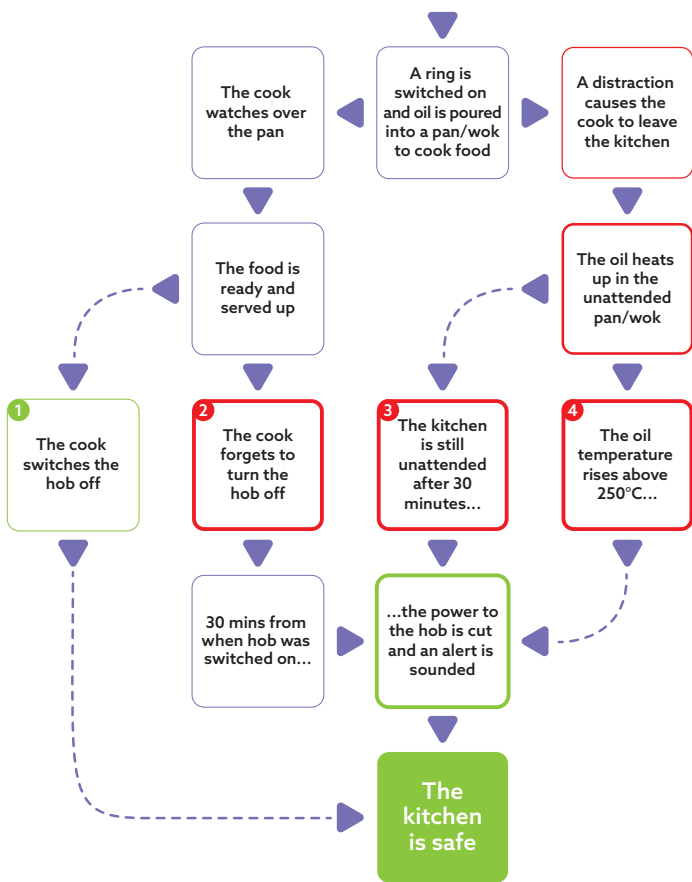 The cook
watches over
the pan
A ring is
switched on
and oil is poured
into a pan/wok
to cook food
A distraction
causes the
cook to leave
the kitchen
The food is
ready and
served up
The oil heats
up in the
unattended
pan/wok
1
The cook
switches the
hob off
2
The cook
forgets to
turn the
hob off
3
The kitchen
is still
unattended
after 30
minutes...
4
The oil
temperature
rises above
250°C...
30 mins from
when hob was
switched on...
...the power to
the hob is cut
and an alert is
sounded
The
kitchen
is safe